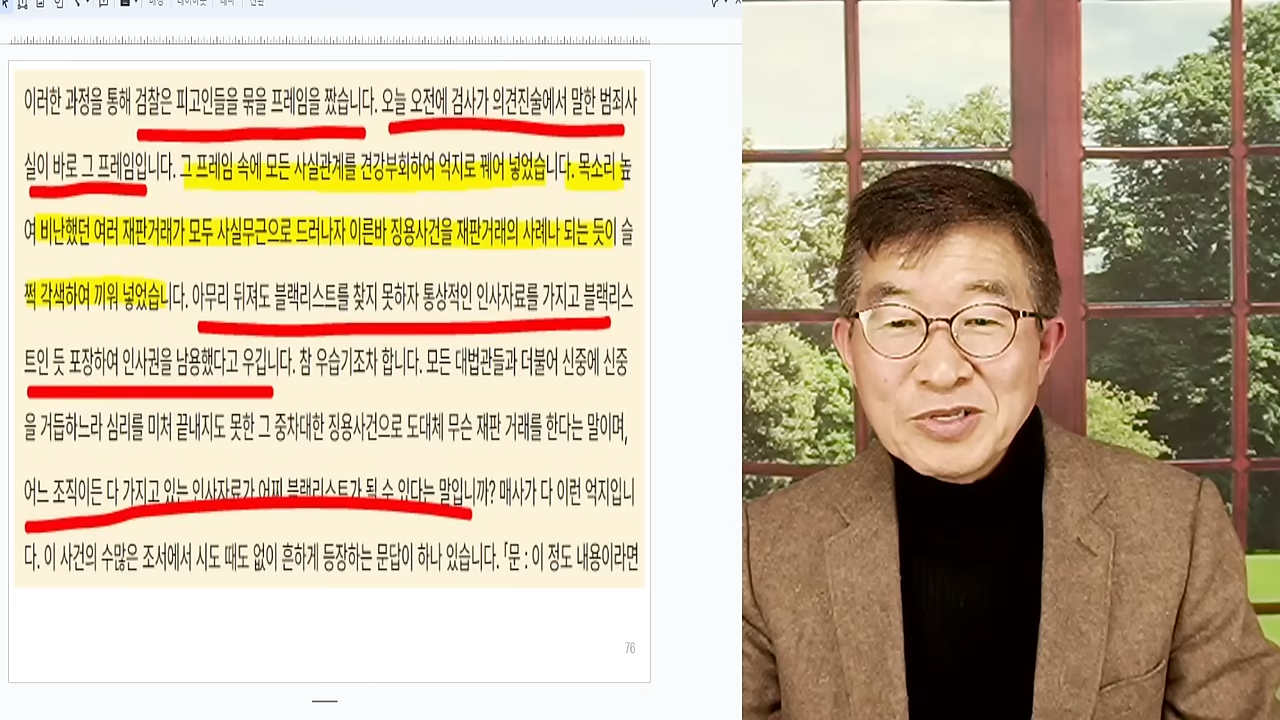 이러한 과정을 통해 검찰은 피고인들을 묶을 프레임을 짰습니다. 오늘 오전에 검사가 의견진술에서 말한 범죄사
실이 바로 그 프레임입니다. 그 프레임 속에 모든 사실관계를 견강부회하여 억지로 꿰어 넣었습니다. 목소리 높
여 비난했던 여러 재판거래가 모두 사실무근으로 드러나자 이른바 징용사건을 재판거래의 사례나 되는 듯이 슬
쩍 각색하여 끼워 넣었습니다. 아무리 뒤져도 블랙리스트를 찾지 못하자 통상적인 인사자료를 가지고 블랙리스
트인 듯 포장하여 인사권을 남용했다고 우깁니다. 참 우습기조차 합니다. 모든 대법관들과 더불어 신중에 신중
을 거듭하느라 심리를 미처 끝내지도 못한 그 중차대한 징용사건으로 도대체 무슨 재판 거래를 한다는 말이며,
어느 조직이든 다 가지고 있는 인사자료가 어찌 블랙리스트가 될 수 있다는 말입니까? 매사가 다 이런 억지입니
다. 이 사건의 수많은 조서에서 시도 때도 없이 흔하게 등장하는 문답이 하나 있습니다. 「문 : 이 정도 내용이라면
76